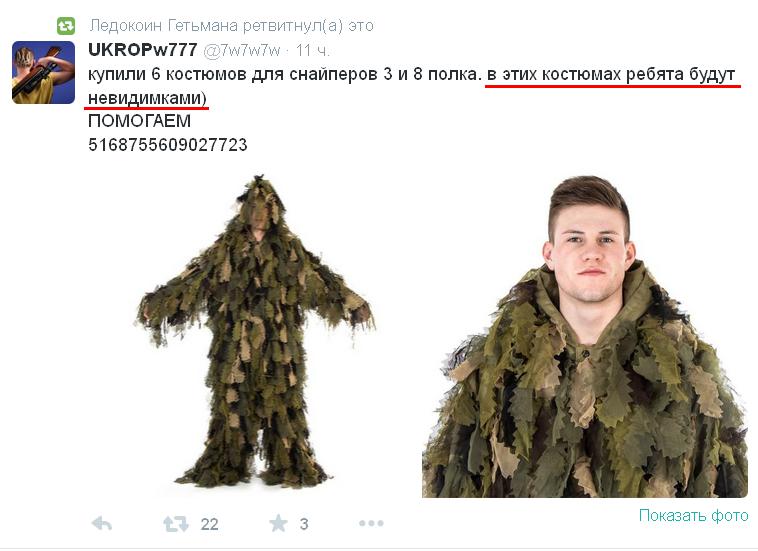 Ледокоин Гетьмана ретвитнул(а) это
UKROPw777 @7w7w7w · 11 ч.
купили 6 костюмов для снайперов 3 и 8 полка. в этих костюмах ребята будут
невидимками)
ПОМОГАЕМ
5168755609027723
22 3
Показать фото